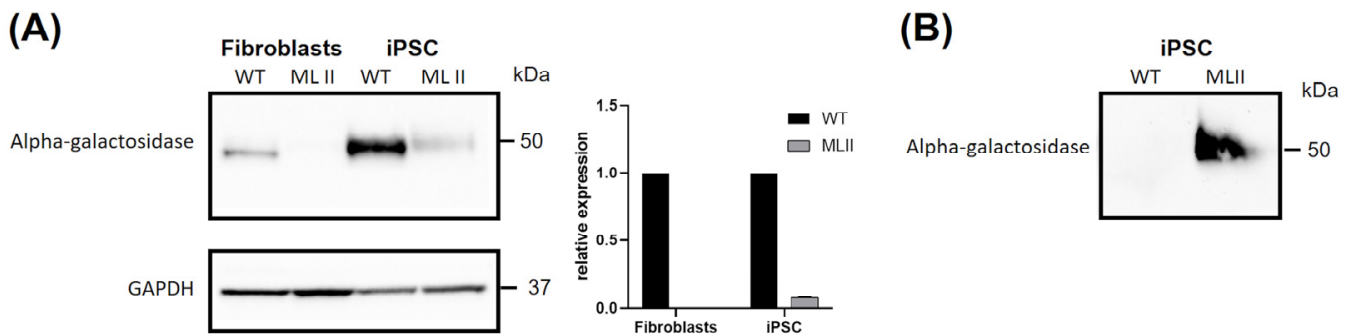 (A)
Fibroblasts iPSC
WT ML II WT ML II kDa
Alpha-galactosidase
50
GAPDH
37
relative expression
1.5
1.0
0.5
0.0
WT
MLII
Fibroblasts iPSC
(B)
iPSC
WT MLII
kDa
Alpha-galactosidase
50